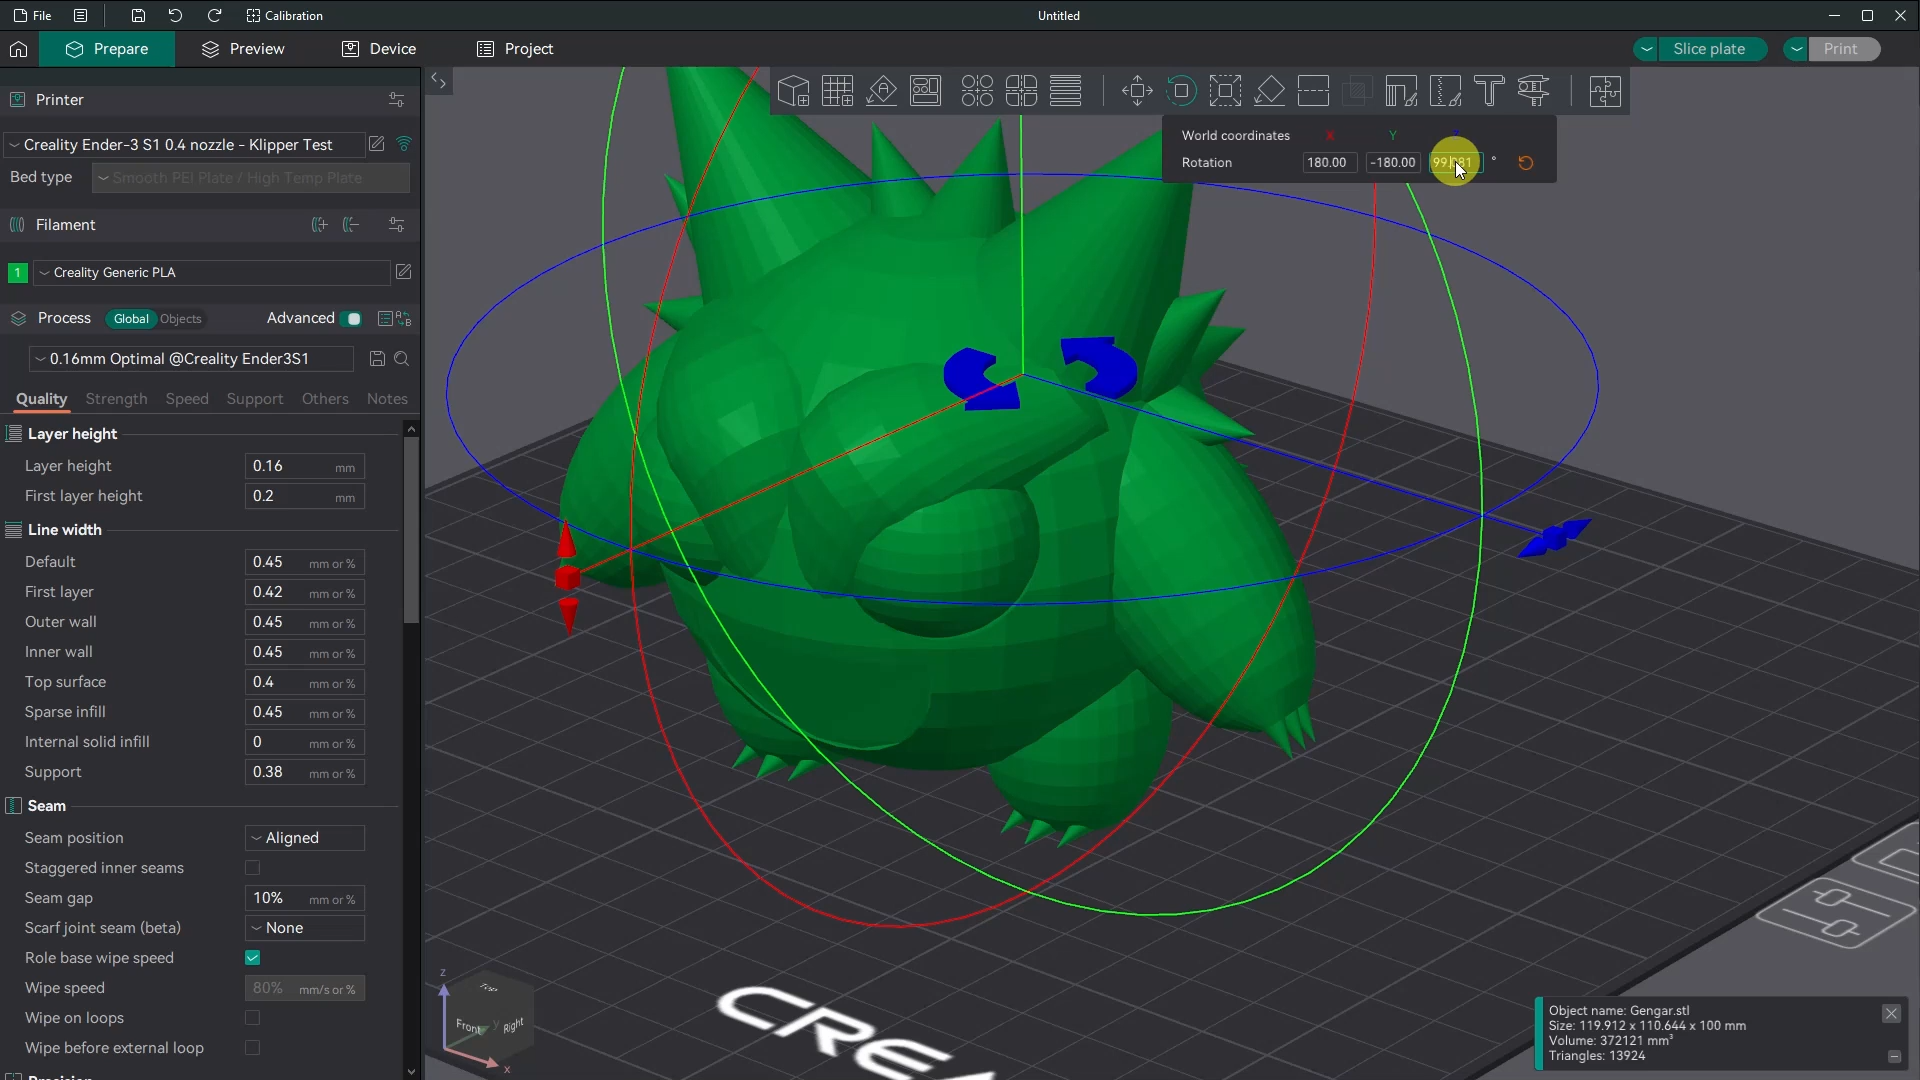 File
Calibration
Untitled
Prepare
Preview
Device
Project
Slice plate
Print
Printer
Creality Ender-3 S1 0.4 nozzle - Klipper Test
Bed type
Smooth PEI Plate / High Temp Plate
Filament
1
Creality Generic PLA
Process
Global
Objects
Advanced
0.16mm Optimal @Creality Ender3S1
Quality
Strength
Speed
Support
Others
Notes
Layer height
Layer height 0.16 mm
First layer height 0.2 mm
Line width
Default 0.45 mm or %
First layer 0.42 mm or %
Outer wall 0.45 mm or %
Inner wall 0.45 mm or %
Top surface 0.4 mm or %
Sparse infill 0.45 mm or %
Internal solid infill 0 mm or %
Support 0.38 mm or %
Seam
Seam position Aligned
Staggered inner seams
Seam gap 10% mm or %
Scarf joint seam (beta) None
Role base wipe speed
Wipe speed 80% mm/s or %
Wipe on loops
Wipe before external loop
World coordinates X Y
Rotation 180.00 -180.00 °
CREA
z
Top
Front
y
Right
x
Object name: Gengar.stl
Size: 119.912 x 110.644 x 100 mm
Volume: 372121 mm³
Triangles: 13924